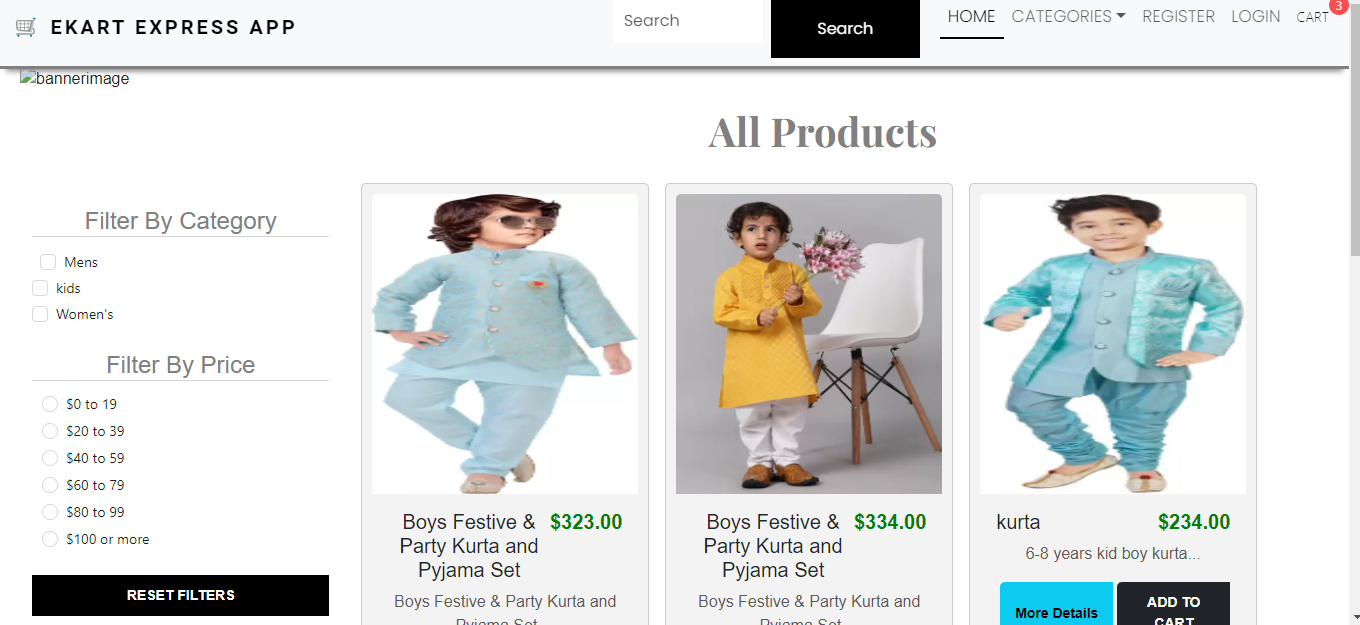 EKART EXPRESS APP
Search
Search
HOME
CATEGORIES
REGISTER
LOGIN
CART
3
bannerimage
All Products
Filter By Category
Mens
kids
Women's
Filter By Price
$0 to 19
$20 to 39
$40 to 59
$60 to 79
$80 to 99
$100 or more
RESET FILTERS
Boys Festive &
Party Kurta and
Pyjama Set
$323.00
Boys Festive & Party Kurta and
Pyjama Set
Boys Festive &
Party Kurta and
Pyjama Set
$334.00
Boys Festive & Party Kurta and
Pyjama Set
kurta
$234.00
6-8 years kid boy kurta...
More Details
ADD TO
CART